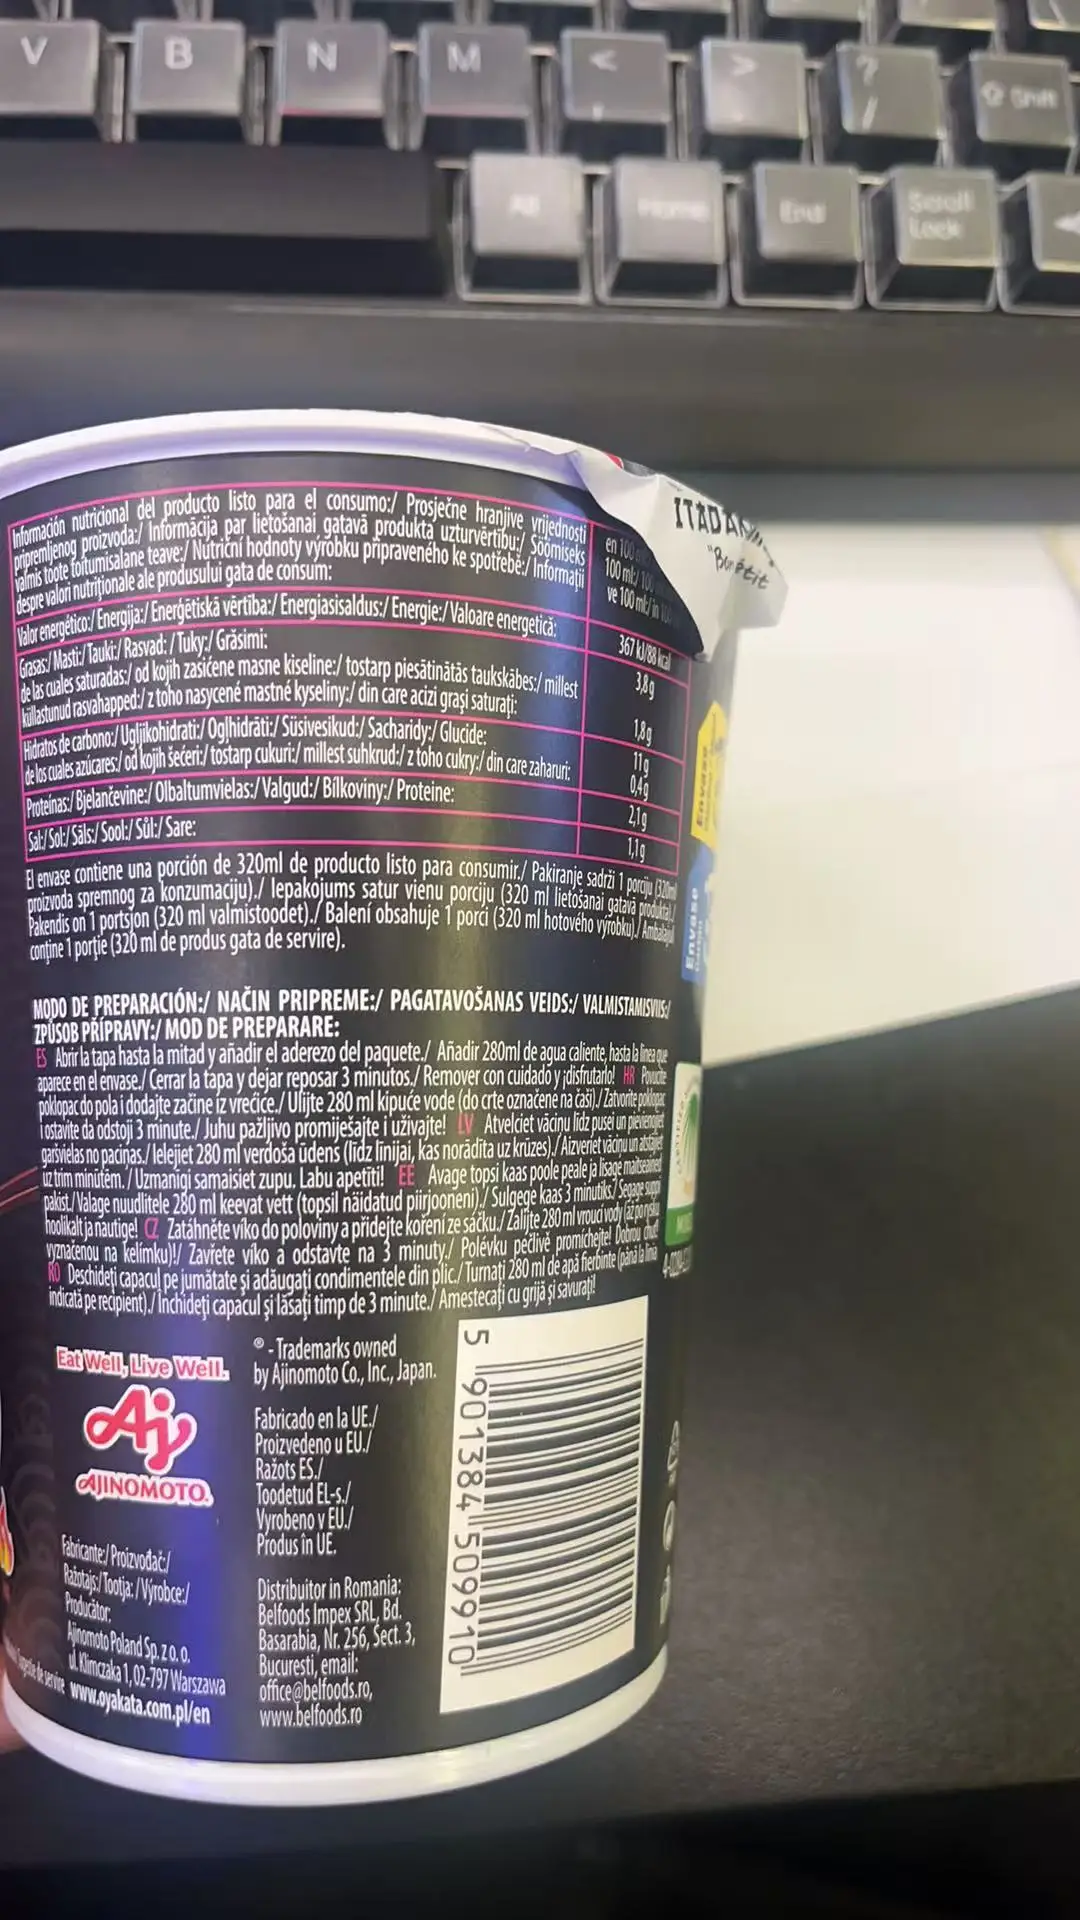 V B N M < > ? / Shift
Alt Home End Scroll Lock
ITADAKI
"Bon
Información nutricional del producto listo para el consumo:/ Prosječne hranjive vrijednosti
pripremljenog proizvoda:/ Informācija par lietošanai gatavā produkta uzturvērtību:/ Söömiseks
valmis toote toitumisalane teave:/ Nutriční hodnoty výrobku připraveného ke spotřebě:/ Informații
despre valori nutriționale ale produsului gata de consum:
en 100
100 ml:/ 100
ve 100 ml:/ in
Valor energético:/ Energija:/ Enerģētiskā vērtība:/ Energiasisaldus:/ Energie:/ Valoare energetică: 367 kJ/88 kcal
Grasas:/ Masti:/ Tauki:/ Rasvad: / Tuky:/ Grăsimi: 3,8 g
de las cuales saturadas:/ od kojih zasićene masne kiseline:/ tostarp piesātinātās taukskābes:/ millest
küllastunud rasvahapped:/ z toho nasycené mastné kyseliny:/ din care acizi grași saturați: 1,8 g
Hidratos de carbono:/ Ugljikohidrati:/ Ogļhidrāti:/ Süsivesikud:/ Sacharidy:/ Glucide: 11 g
de los cuales azúcares:/ od kojih šećeri:/ tostarp cukuri:/ millest suhkrud:/ z toho cukry:/ din care zaharuri: 0,4 g
Proteínas:/ Bjelančevine:/ Olbaltumvielas:/ Valgud:/ Bílkoviny:/ Proteine: 2,1 g
Sal:/ Sol:/ Sāls:/ Sool:/ Sůl:/ Sare: 1,1 g
El envase contiene una porción de 320ml de producto listo para consumir./ Pakiranje sadrži 1 porciju (320ml
proizvoda spremnog za konzumaciju)./ Iepakojums satur vienu porciju (320 ml lietošanai gatava produkta)./
Pakendis on 1 portsjon (320 ml valmistoodet)./ Balení obsahuje 1 porci (320 ml hotového výrobku)./ Ambalajul
conține 1 porție (320 ml de produs gata de servire).
MODO DE PREPARACIÓN:/ NAČIN PRIPREME:/ PAGATAVOŠANAS VEIDS:/ VALMISTAMISVIIS:/
ZPŮSOB PŘÍPRAVY:/ MOD DE PREPARARE:
ES Abrir la tapa hasta la mitad y añadir el aderezo del paquete./ Añadir 280ml de agua caliente, hasta la línea que
aparece en el envase./ Cerrar la tapa y dejar reposar 3 minutos./ Remover con cuidado y ¡disfrutarlo! HR Povucite
poklopac do pola i dodajte začine iz vrećice./ Ulijte 280 ml kipuće vode (do crte označene na čaši)./ Zatvorite poklopac
i ostavite da odstoji 3 minute./ Juhu pažljivo promiješajte i uživajte! LV Atvelciet vāciņu līdz pusei un pievienojiet
garšvielas no paciņas./ Ielejiet 280 ml verdoša ūdens (līdz līnijai, kas norādīta uz krūzes)./ Aizveriet vāciņu un atstājiet
uz trim minūtēm./ Uzmanīgi samaisiet zupu. Labu apetīti! EE Avage topsi kaas poole peale ja lisage maitseained
pakist./ Valage nuudlitele 280 ml keevat vett (topsil näidatud piirjooneni)./ Sulgege kaas 3 minutiks./ Segage suppi
hoolikalt ja nautige! CZ Zatáhněte víko do poloviny a přidejte koření ze sáčku./ Zalijte 280 ml vroucí vody (až po rysku
vyznačenou na kelímku)!/ Zavřete víko a odstavte na 3 minuty./ Polévku pečlivě promíchejte! Dobrou chuť!
RO Deschideți capacul pe jumătate și adăugați condimentele din plic./ Turnați 280 ml de apă fierbinte (până la linia
indicată pe recipient)./ Închideți capacul și lăsați timp de 3 minute./ Amestecați cu grijă și savurați!
Eat Well, Live Well.
Aj
AJINOMOTO.
® - Trademarks owned
by Ajinomoto Co., Inc., Japan.
Fabricado en la UE./
Proizvedeno u EU./
Ražots ES./
Toodetud EL-s./
Vyrobeno v EU./
Produs în UE.
Fabricante:/ Proizvođač:/
Ražotajs:/ Tootja: / Výrobce:/
Producător:
Ajinomoto Poland Sp. z o. o.
ul. Klimczaka 1, 02-797 Warszawa
www.oyakata.com.pl/en
Distribuitor in Romania:
Belfoods Impex SRL, Bd.
Basarabia, Nr. 256, Sect. 3,
Bucuresti, email:
office@belfoods.ro,
www.belfoods.ro
5 901384 509910
Envase
Envase